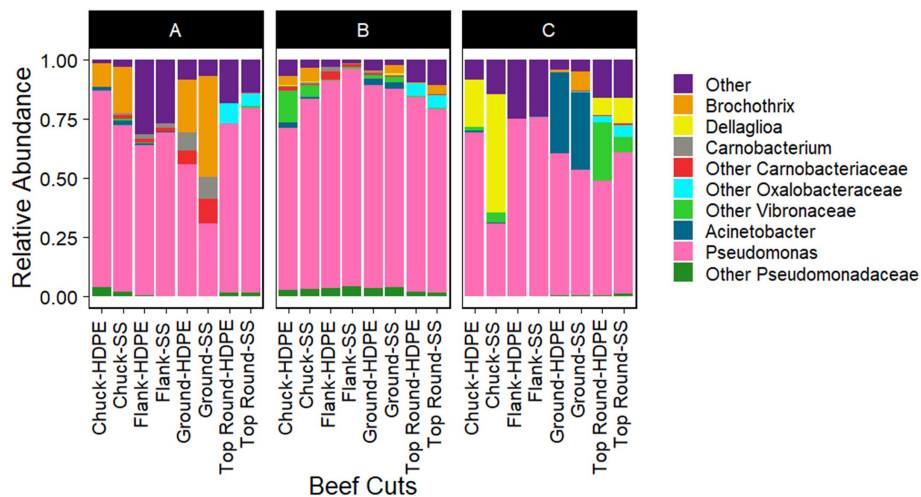 A
B
C
Relative Abundance
1.00
0.75
0.50
0.25
0.00
Chuck-HDPE
Chuck-SS
Flank-HDPE
Flank-SS
Ground-HDPE
Ground-SS
Top Round-HDPE
Top Round-SS
Chuck-HDPE
Chuck-SS
Flank-HDPE
Flank-SS
Ground-HDPE
Ground-SS
Top Round-HDPE
Top Round-SS
Chuck-HDPE
Chuck-SS
Flank-HDPE
Flank-SS
Ground-HDPE
Ground-SS
Top Round-HDPE
Top Round-SS
Beef Cuts
Other
Brochothrix
Dellaglioa
Carnobacterium
Other Carnobacteriaceae
Other Oxalobacteraceae
Other Vibronaceae
Acinetobacter
Pseudomonas
Other Pseudomonadaceae